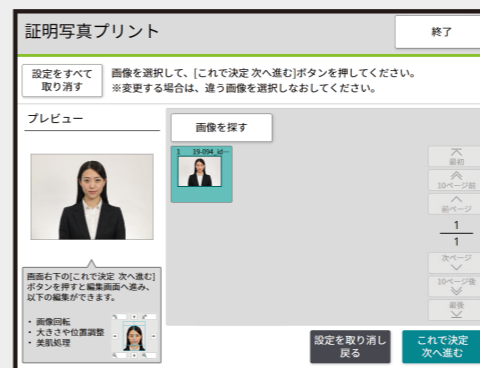 証明写真プリント
終了
設定をすべて
取り消す
画像を選択して、[これで決定 次へ進む]ボタンを押してください。
※変更する場合は、違う画像を選択しなおしてください。
プレビュー
画像を探す
1 19-094_id…
最初
10ページ前
前ページ
1
1
次ページ
10ページ後
最後
画面右下の[これで決定 次へ進む]
ボタンを押すと編集画面へ進み、
以下の編集ができます。
・ 画像回転
・ 大きさや位置調整
・ 美肌処理
設定を取り消し
戻る
これで決定
次へ進む